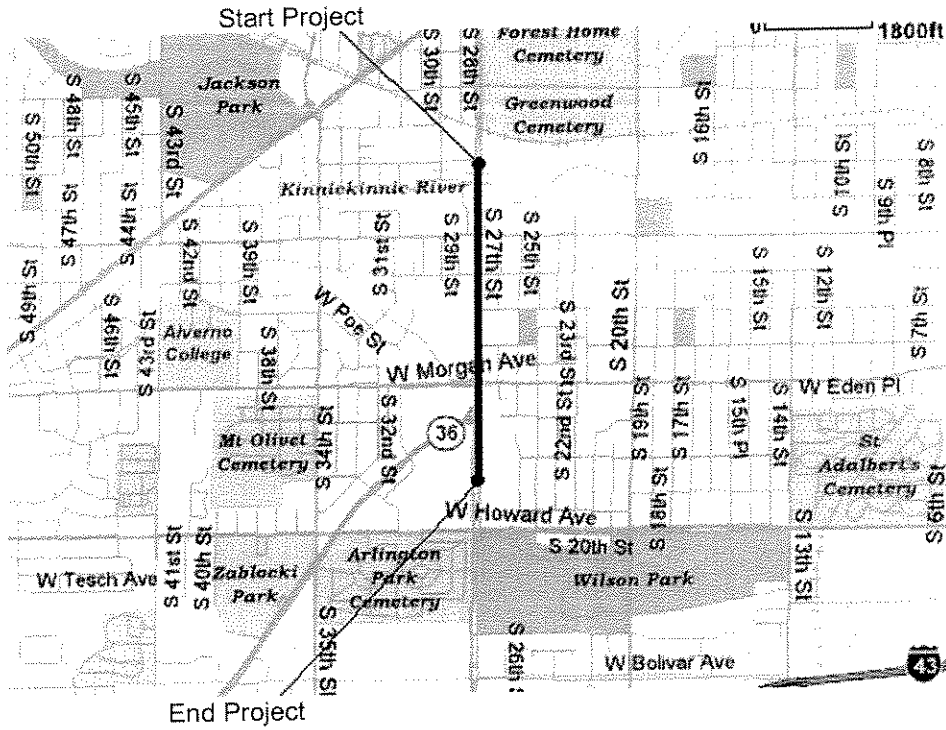 Start Project
0 1800ft
S 30th St
S 28th St
Forest Home
Cemetery
Jackson
Park
Greenwood
Cemetery
S 50th St
S 48th St
S 45th St
S 43rd St
S 16th St
S 10th St
S 8th St
S 9th Pl
Kinnickinnic River
S 47th St
S 44th St
S 42nd St
S 39th St
S 31st St
S 29th St
S 27th St
S 25th St
S 49th St
S 46th St
S 43rd St
Alverno
College
S 38th St
W Poe St
S 23rd St
S 20th St
S 15th St
S 12th St
S 7th St
W Morgan Ave
W Eden Pl
Mt Olivet
Cemetery
S 34th St
S 32nd St
36
S 22nd St
S 19th St
S 17th St
S 15th Pl
S 14th St
St
Adalbert's
Cemetery
S 18th St
S 6th St
W Howard Ave
S 20th St
S 13th St
W Tesch Ave
S 41st St
S 40th St
Zablocki
Park
Arlington
Park
Cemetery
Wilson Park
S 35th St
S 26th S
W Bolivar Ave
43
End Project